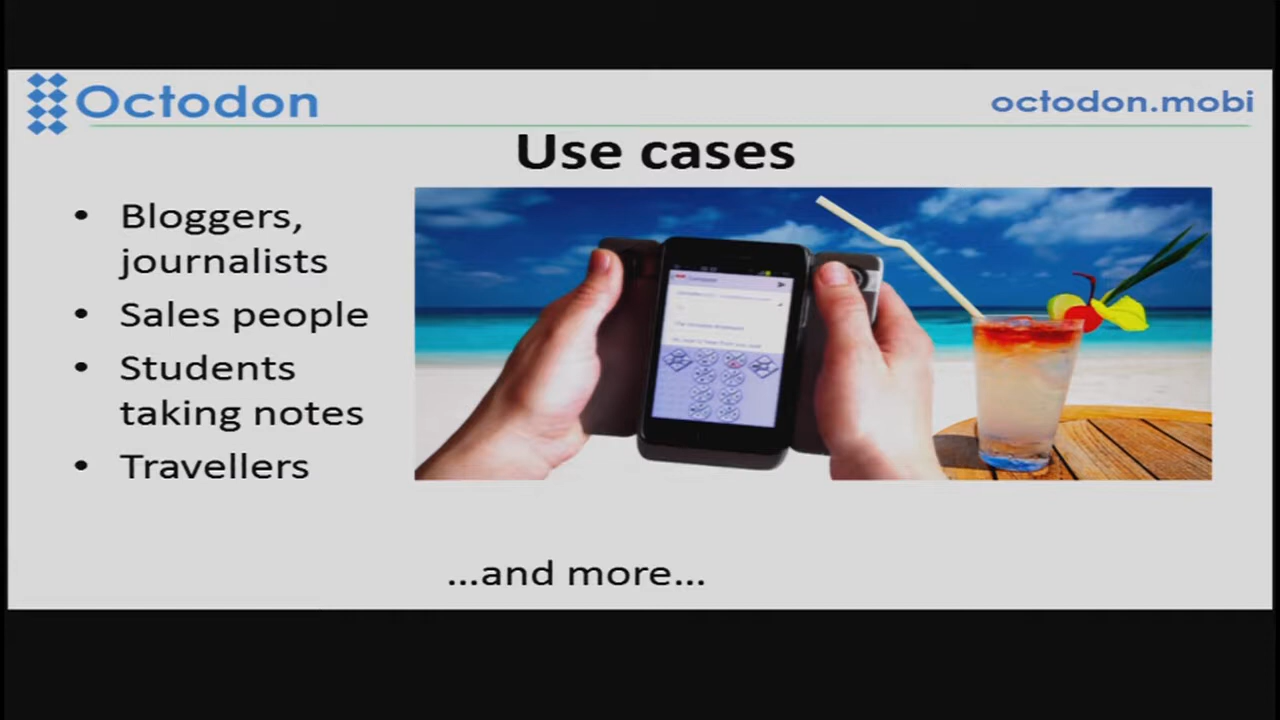 Octodon
octodon.mobi
Use cases
• Bloggers,
journalists
• Sales people
• Students
taking notes
• Travellers
...and more...